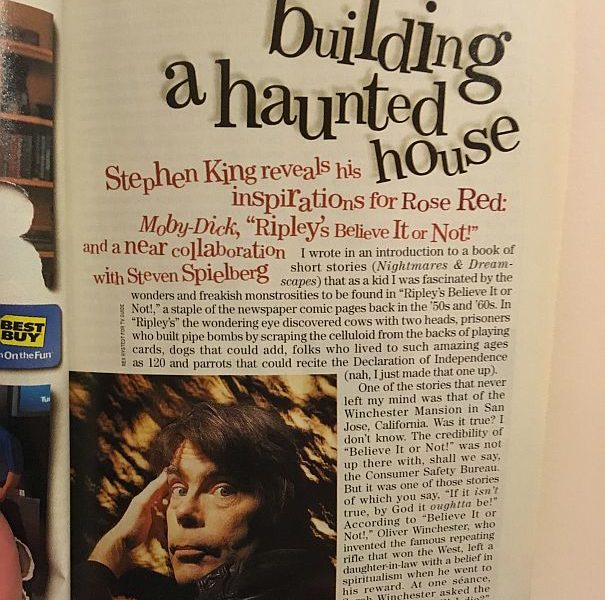 building
a haunted
house
Stephen King reveals his
inspirations for Rose Red:
Moby-Dick, “Ripley’s Believe It or Not!”
and a near collaboration
with Steven Spielberg
I wrote in an introduction to a book of
short stories (Nightmares & Dream-
scapes) that as a kid I was fascinated by the
wonders and freakish monstrosities to be found in “Ripley’s Believe It or
Not!,” a staple of the newspaper comic pages back in the ’50s and ’60s. In
“Ripley’s” the wondering eye discovered cows with two heads, prisoners
who built pipe bombs by scraping the celluloid from the backs of playing
cards, dogs that could add, folks who lived to such amazing ages
as 120 and parrots that could recite the Declaration of Independence
(nah, I just made that one up).
One of the stories that never
left my mind was that of the
Winchester Mansion in San
Jose, California. Was it true? I
don’t know. The credibility of
“Believe It or Not!” was not
up there with, shall we say,
the Consumer Safety Bureau.
But it was one of those stories
of which you say, “If it isn’t
true, by God it oughtta be!”
According to “Believe It or
Not!,” Oliver Winchester, who
invented the famous repeating
rifle that won the West, left a
daughter-in-law with a belief in
spiritualism when he went to
his reward. At one séance,
Sarah Winchester asked the
BEST
BUY
On the Fun
FOR TV GUIDE